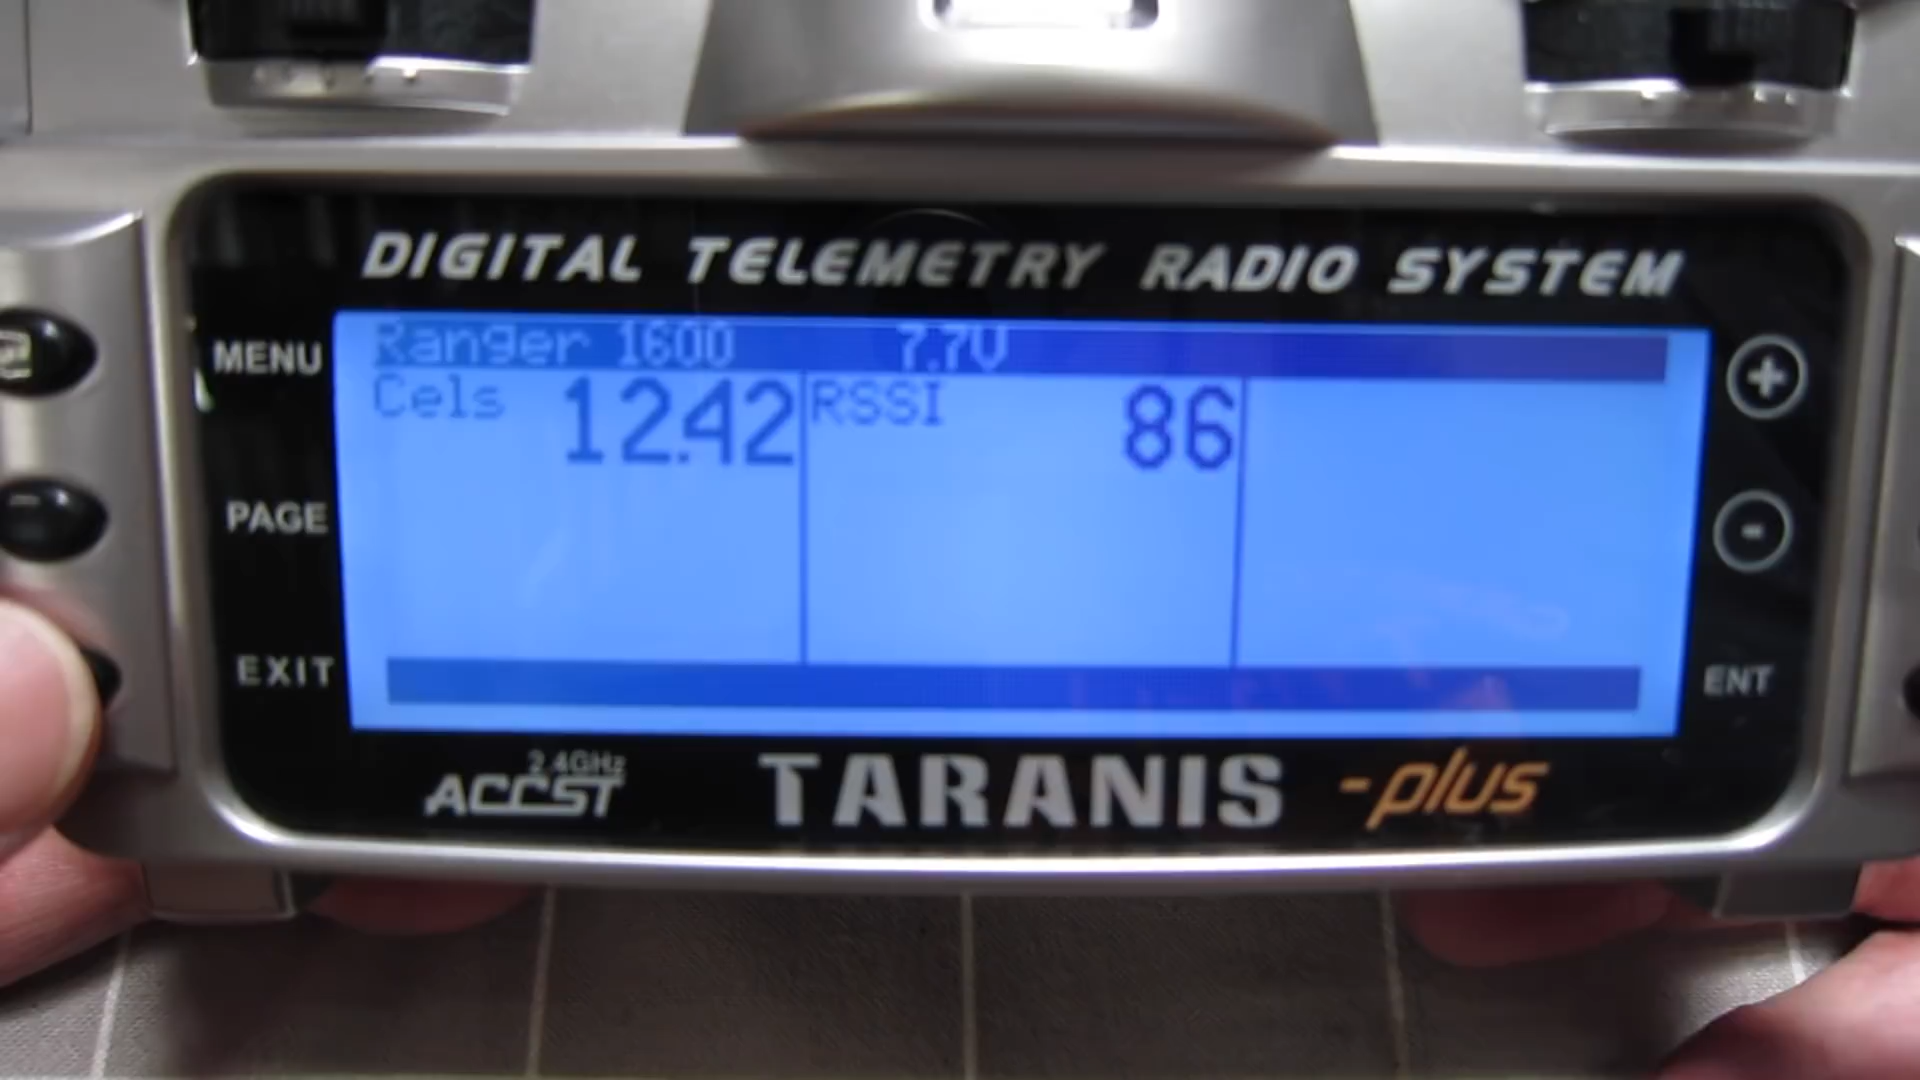 DIGITAL TELEMETRY RADIO SYSTEM
Ranger 1600 7.7V
Cels 12.42 RSSI 86
MENU
PAGE
EXIT
+
-
ENT
2.4GHz
ACCST
TARANIS -plus